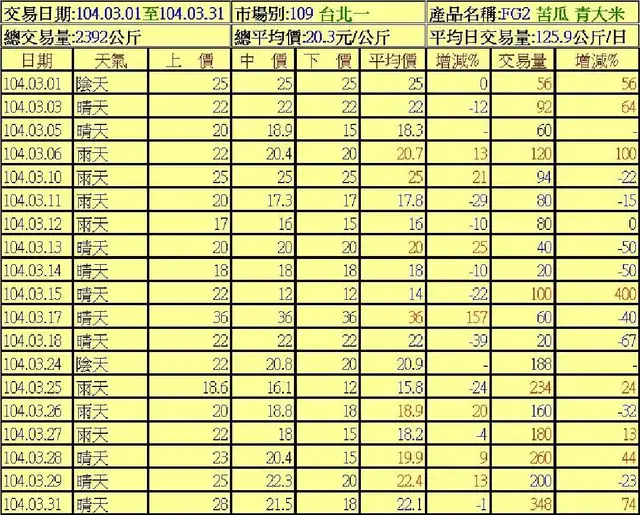 交易日期:104.03.01至104.03.31 市場別:109 台北一 產品名稱:FG2 苦瓜 青大米
總交易量:2392公斤 總平均價:20.3元/公斤 平均日交易量:125.9公斤/日
日期 天氣 上 價 中 價 下 價 平均價 增減% 交易量 增減%
104.03.01 陰天 25 25 25 25 0 56 56
104.03.03 晴天 22 22 22 22 -12 92 64
104.03.05 晴天 20 18.9 15 18.3 - 60 -
104.03.06 雨天 22 20.4 20 20.7 13 120 100
104.03.10 雨天 25 25 25 25 21 94 -22
104.03.11 雨天 20 17.3 17 17.8 -29 80 -15
104.03.12 雨天 17 16 15 16 -10 80 0
104.03.13 晴天 20 20 20 20 25 40 -50
104.03.14 晴天 18 18 18 18 -10 20 -50
104.03.15 晴天 22 12 12 14 -22 100 400
104.03.17 晴天 36 36 36 36 157 60 -40
104.03.18 晴天 22 22 22 22 -39 20 -67
104.03.24 陰天 22 20.8 20 20.9 - 188 -
104.03.25 雨天 18.6 16.1 12 15.8 -24 234 24
104.03.26 雨天 20 18.8 18 18.9 20 160 -32
104.03.27 雨天 22 18 15 18.2 -4 180 13
104.03.28 晴天 23 20.4 15 19.9 9 260 44
104.03.29 晴天 25 22.3 20 22.4 13 200 -23
104.03.31 晴天 28 21.5 18 22.1 -1 348 74